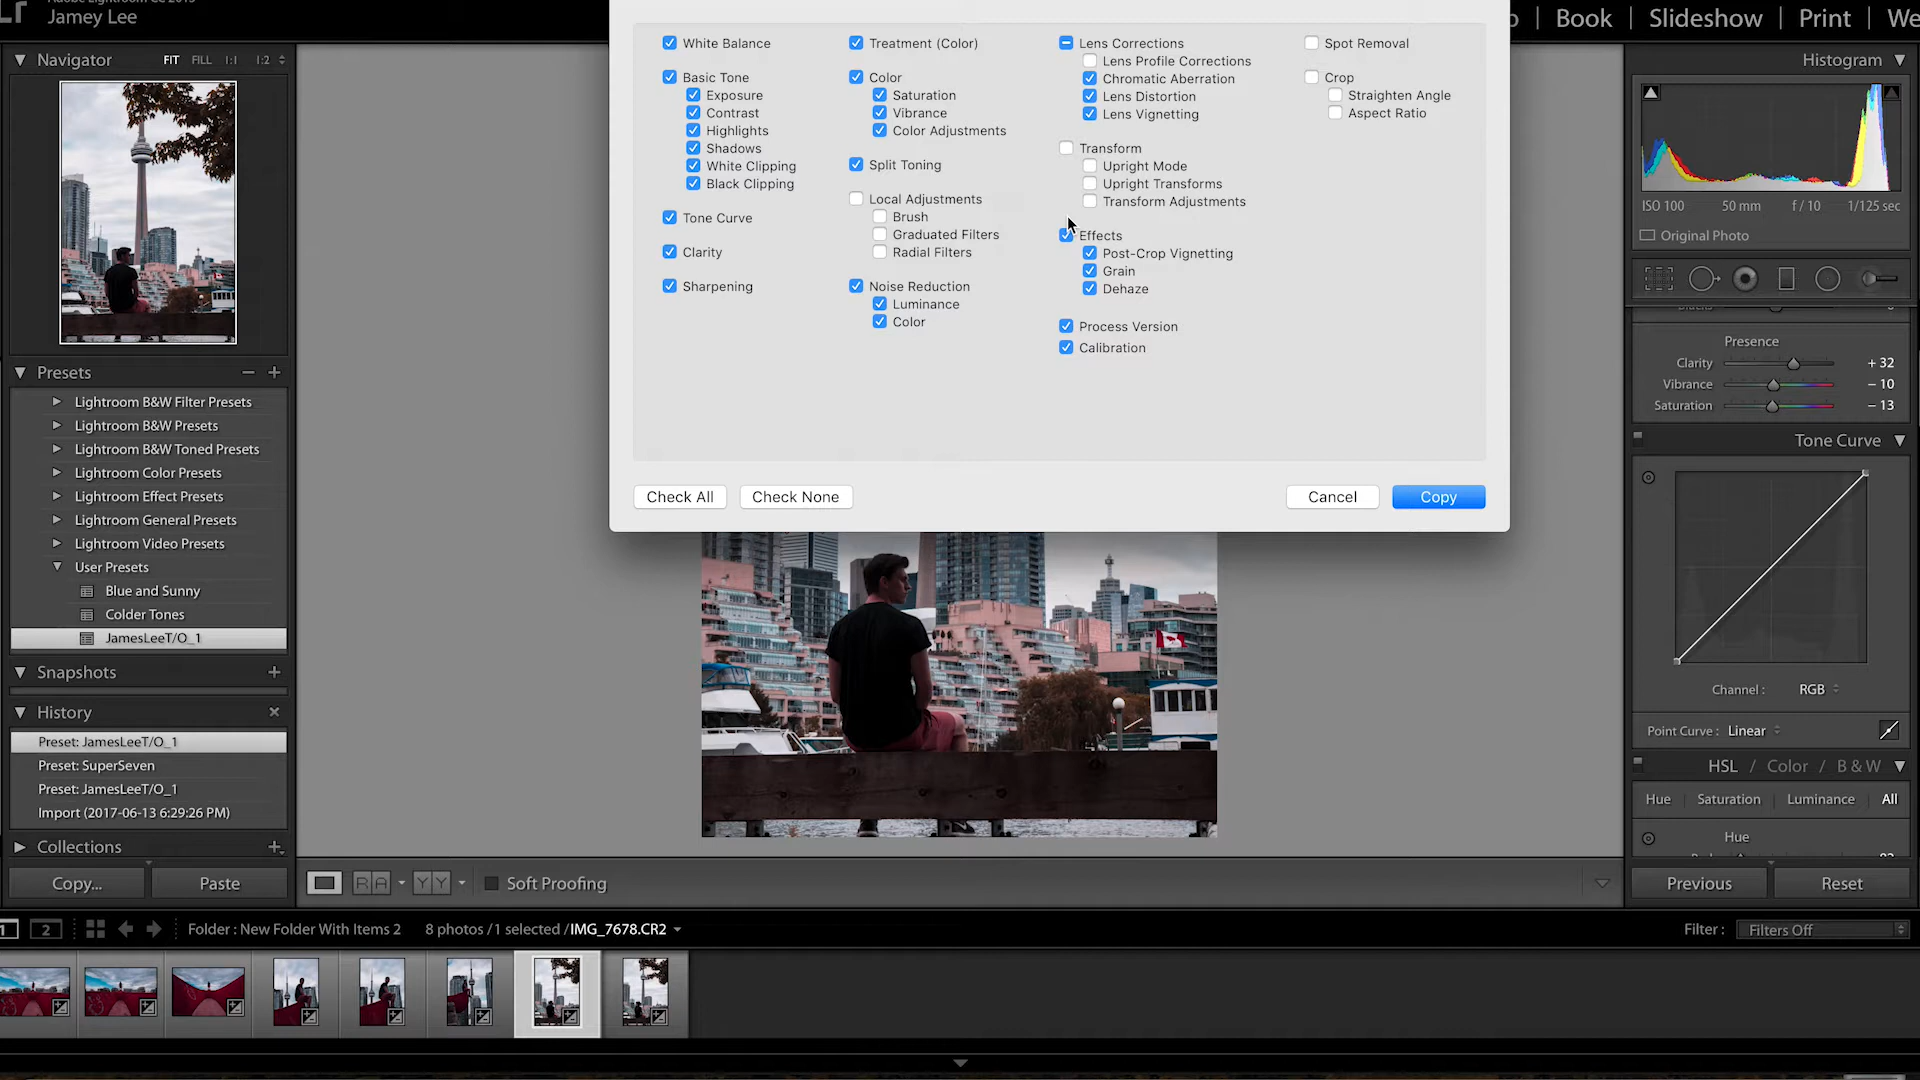 Adobe Lightroom CC 2015
Jamey Lee
Book | Slideshow | Print | We
Navigator FIT FILL 1:1 1:2
Presets
Lightroom B&W Filter Presets
Lightroom B&W Presets
Lightroom B&W Toned Presets
Lightroom Color Presets
Lightroom Effect Presets
Lightroom General Presets
Lightroom Video Presets
User Presets
Blue and Sunny
Colder Tones
JamesLeeT/O_1
Snapshots
History
Preset: JamesLeeT/O_1
Preset: SuperSeven
Preset: JamesLeeT/O_1
Import (2017-06-13 6:29:26 PM)
Collections
Copy... Paste
White Balance
Basic Tone
Exposure
Contrast
Highlights
Shadows
White Clipping
Black Clipping
Tone Curve
Clarity
Sharpening
Treatment (Color)
Color
Saturation
Vibrance
Color Adjustments
Split Toning
Local Adjustments
Brush
Graduated Filters
Radial Filters
Noise Reduction
Luminance
Color
Lens Corrections
Lens Profile Corrections
Chromatic Aberration
Lens Distortion
Lens Vignetting
Transform
Upright Mode
Upright Transforms
Transform Adjustments
Effects
Post-Crop Vignetting
Grain
Dehaze
Process Version
Calibration
Spot Removal
Crop
Straighten Angle
Aspect Ratio
Check All Check None Cancel Copy
Histogram
ISO 100 50 mm f / 10 1/125 sec
Original Photo
Presence
Clarity + 32
Vibrance − 10
Saturation − 13
Tone Curve
Channel : RGB
Point Curve : Linear
HSL / Color / B & W
Hue Saturation Luminance All
Hue
Previous Reset
R A Y Y Soft Proofing
1 2 Folder : New Folder With Items 2 8 photos / 1 selected / IMG_7678.CR2 Filter : Filters Off